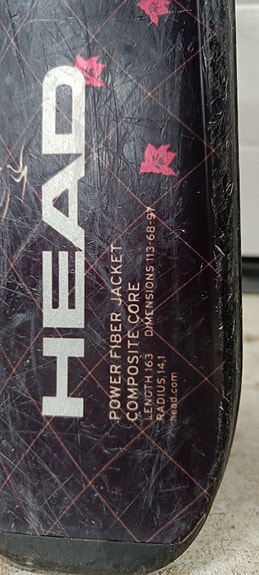 HEAD
POWER FIBER JACKET
COMPOSITE CORE
LENGTH 163 DIMENSIONS 113-68-97
RADIUS 14,1
head.com